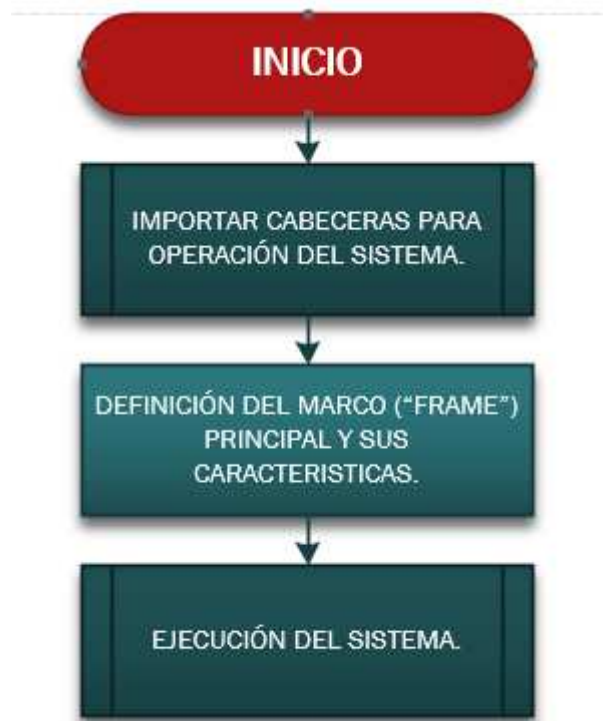 INICIO
IMPORTAR CABECERAS PARA
OPERACIÓN DEL SISTEMA.
DEFINICIÓN DEL MARCO (“FRAME”)
PRINCIPAL Y SUS
CARACTERISTICAS.
EJECUCIÓN DEL SISTEMA.